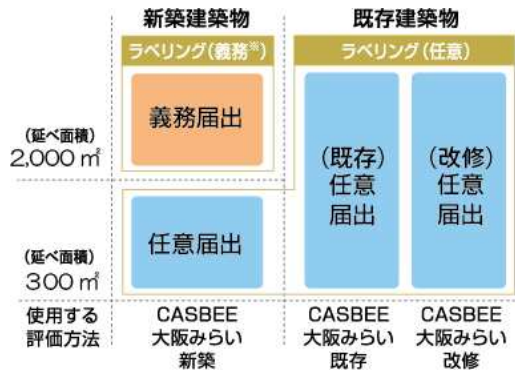 新築建築物
既存建築物
ラベリング(義務※)
ラベリング(任意)
義務届出
(延べ面積)
2,000㎡
(既存)
任意
届出
(改修)
任意
届出
任意届出
(延べ面積)
300㎡
使用する
評価方法
CASBEE
大阪みらい
新築
CASBEE
大阪みらい
既存
CASBEE
大阪みらい
改修